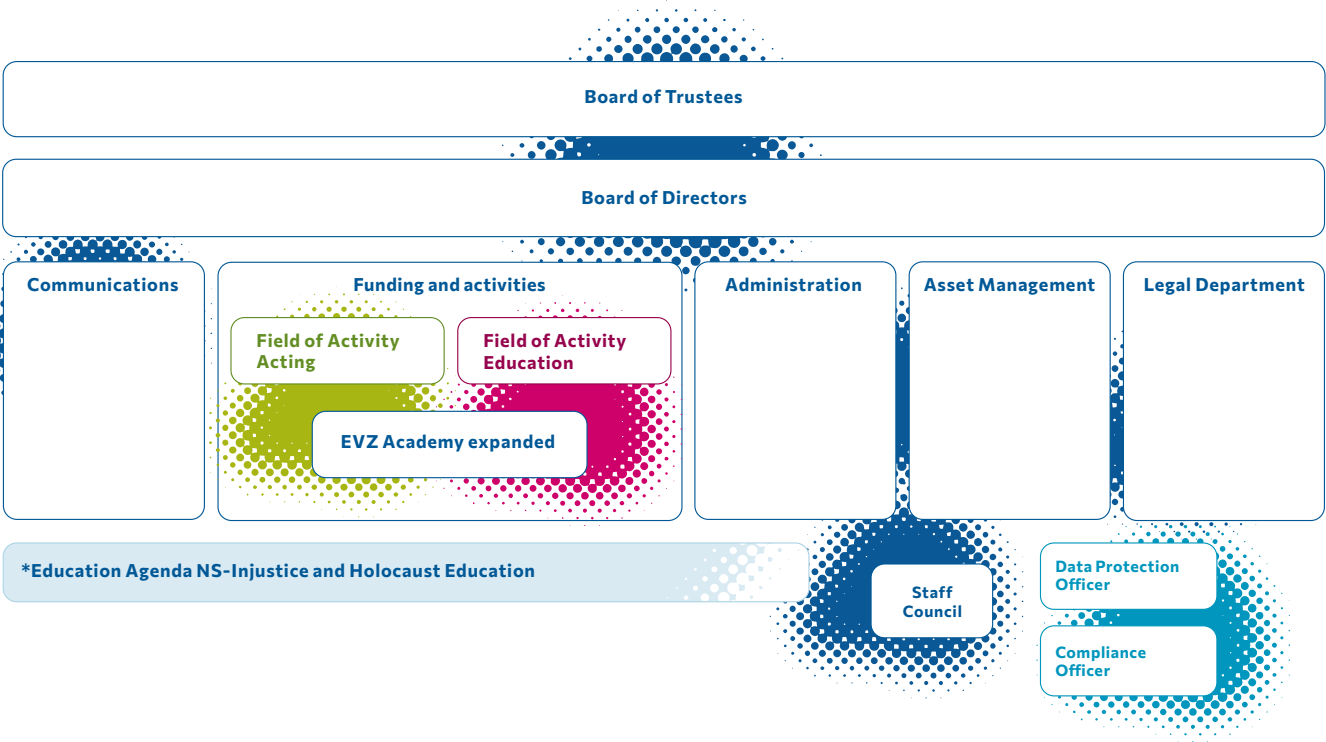 Board of Trustees
Board of Directors
Communications
Funding and activities
Administration
Asset Management
Legal Department
Field of Activity
Acting
Field of Activity
Education
EVZ Academy expanded
*Education Agenda NS-Injustice and Holocaust Education
Staff
Council
Data Protection
Officer
Compliance
Officer